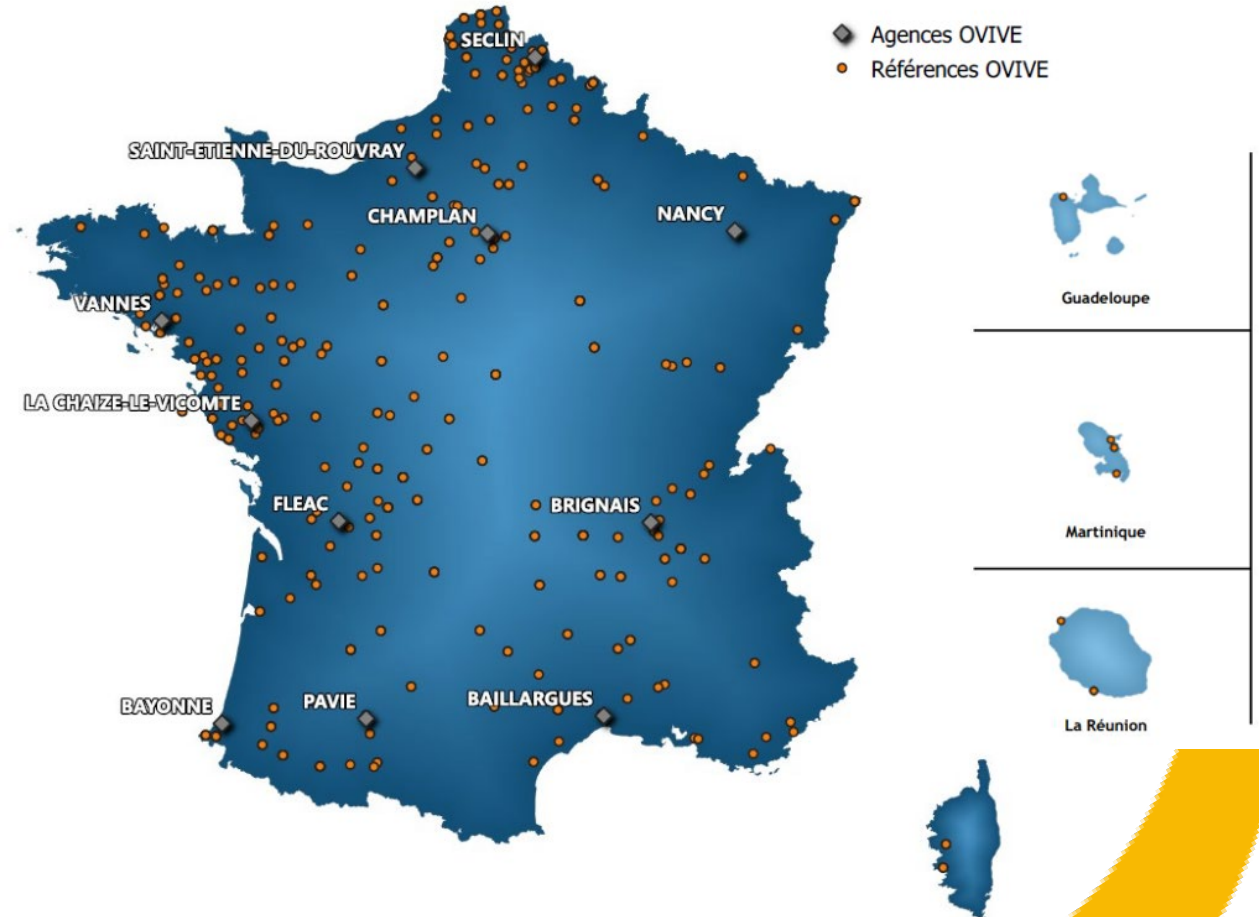 Agences OVIVE
Références OVIVE
SECLIN
SAINT-ETIENNE-DU-ROUVRAY
CHAMPLAN
NANCY
VANNES
LA CHAIZE-LE-VICOMTE
FLEAC
BRIGNAIS
BAYONNE
PAVIE
BAILLARGUES
Guadeloupe
Martinique
La Réunion